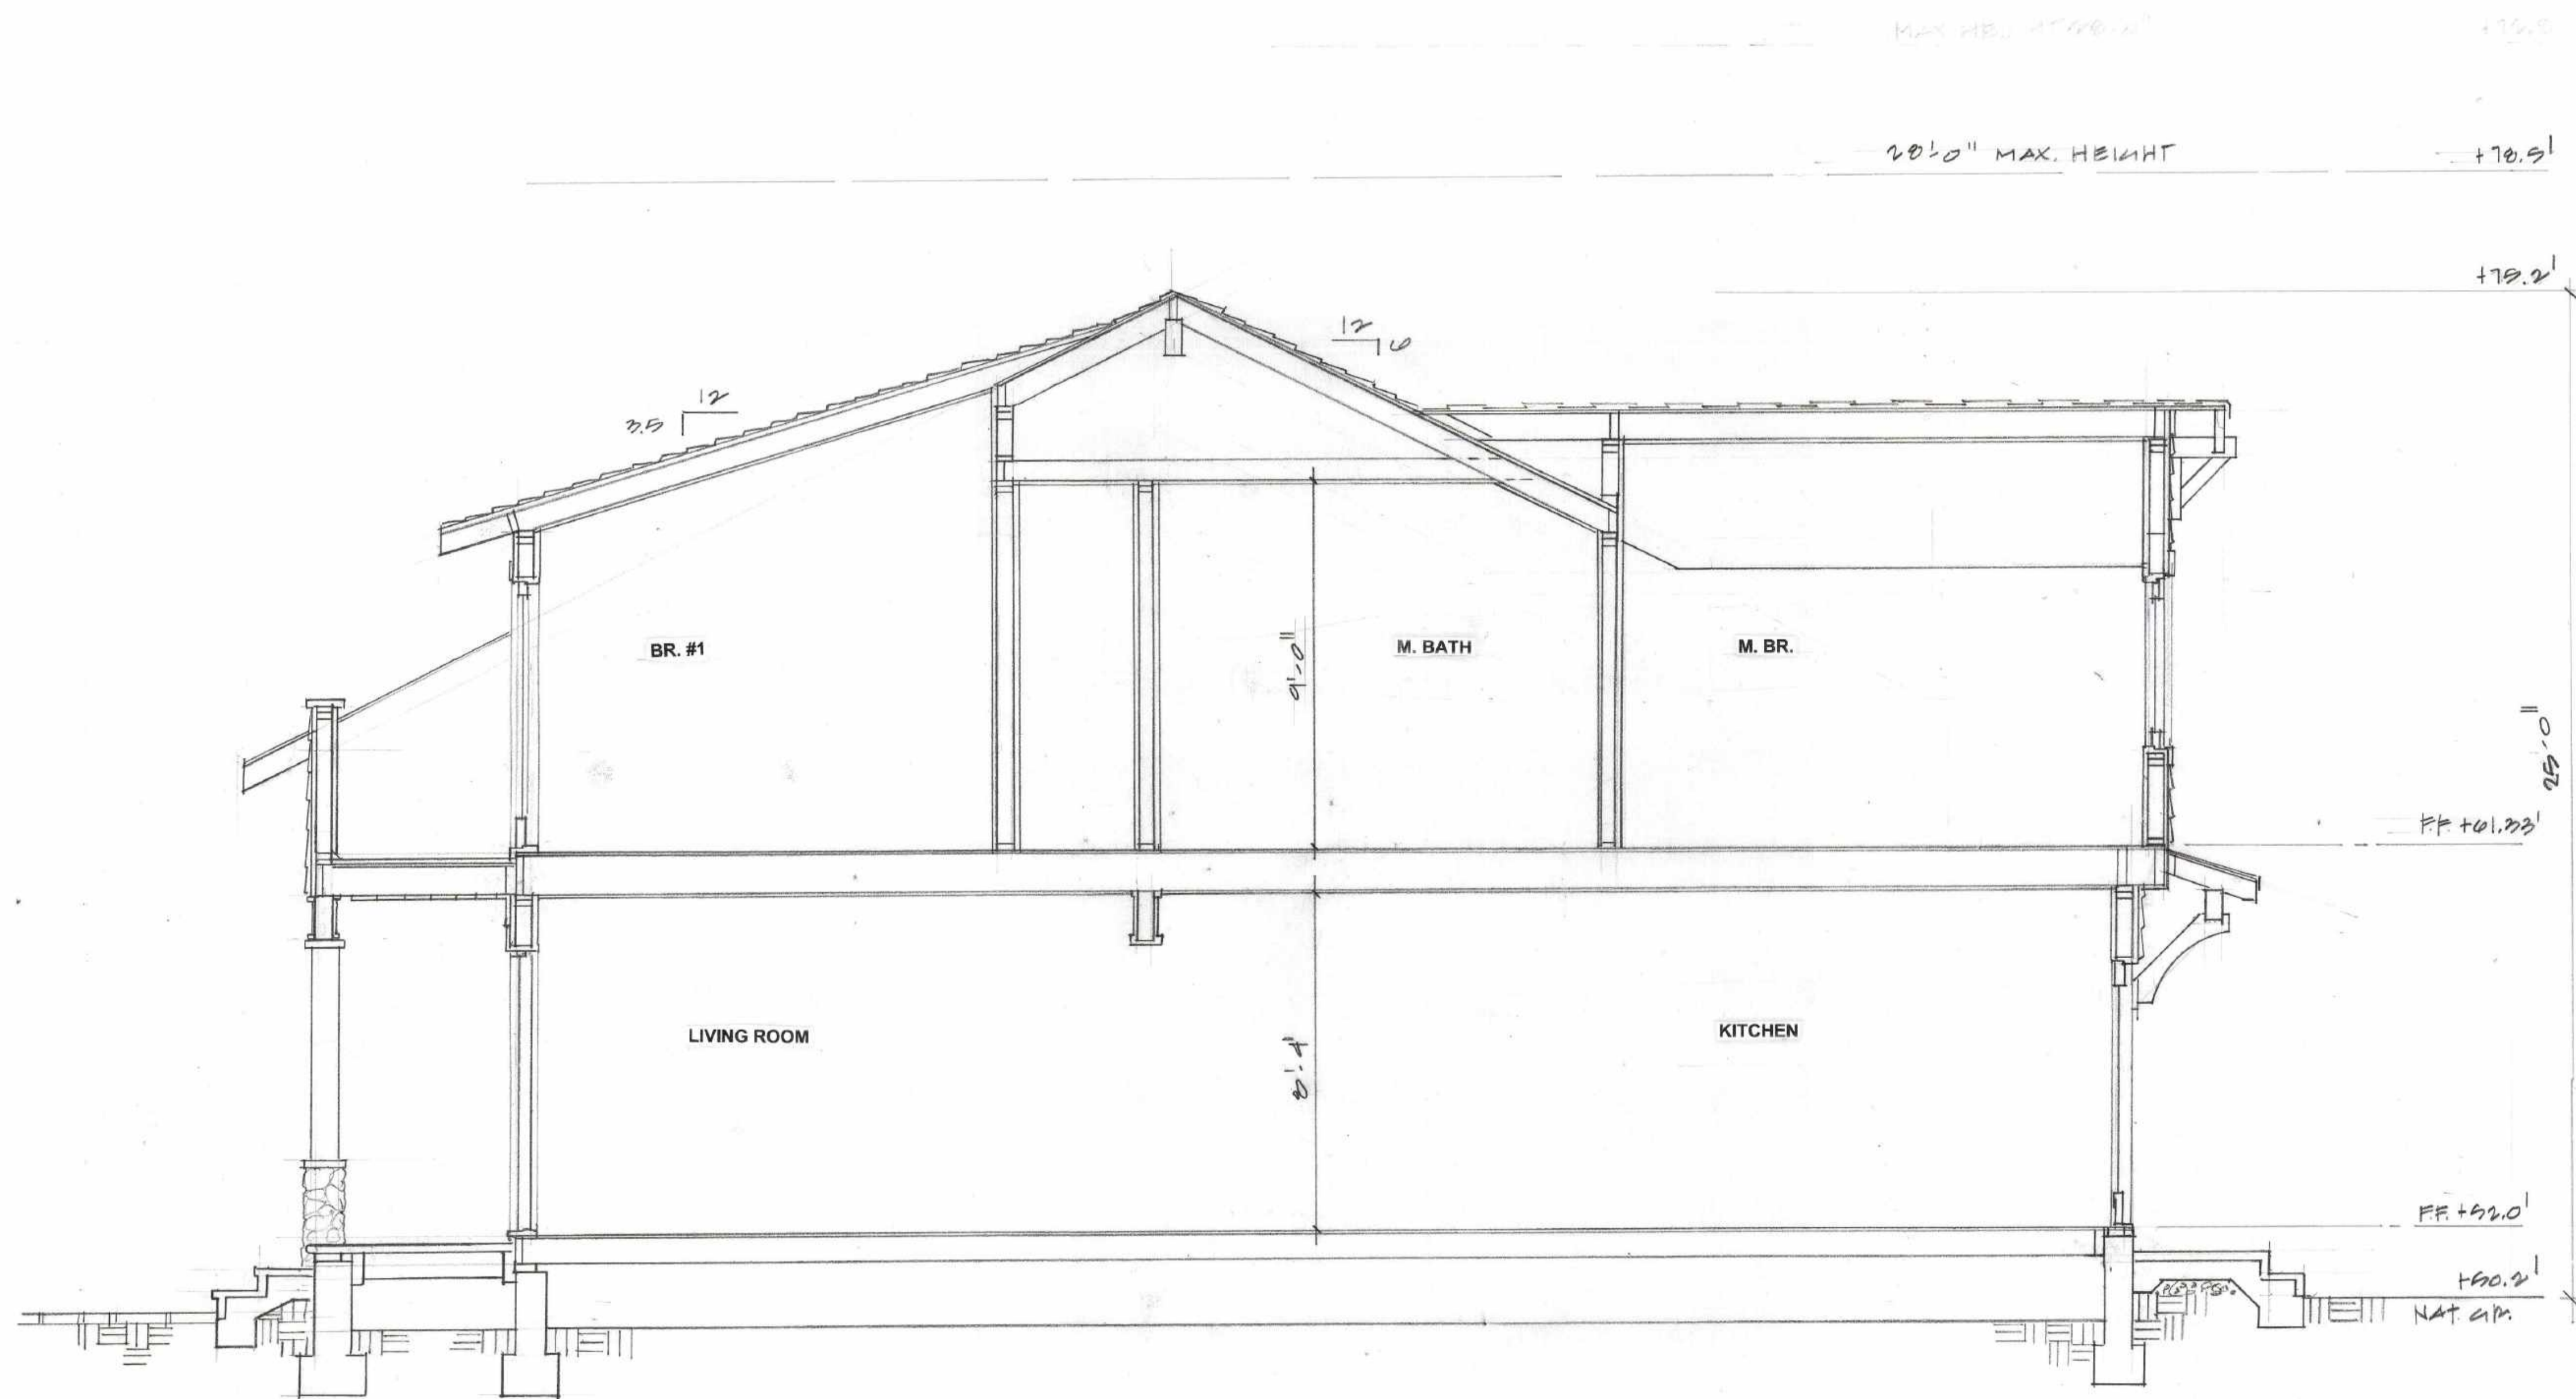 28'-0" MAX. HEIGHT
+78.5'
+75.2'
12
6
12
3.5
BR. #1
9'-0"
M. BATH
M. BR.
25'-0"
F.F. +61.33'
LIVING ROOM
8'-4"
KITCHEN
F.F. +52.0'
+50.2'
NAT. GR.